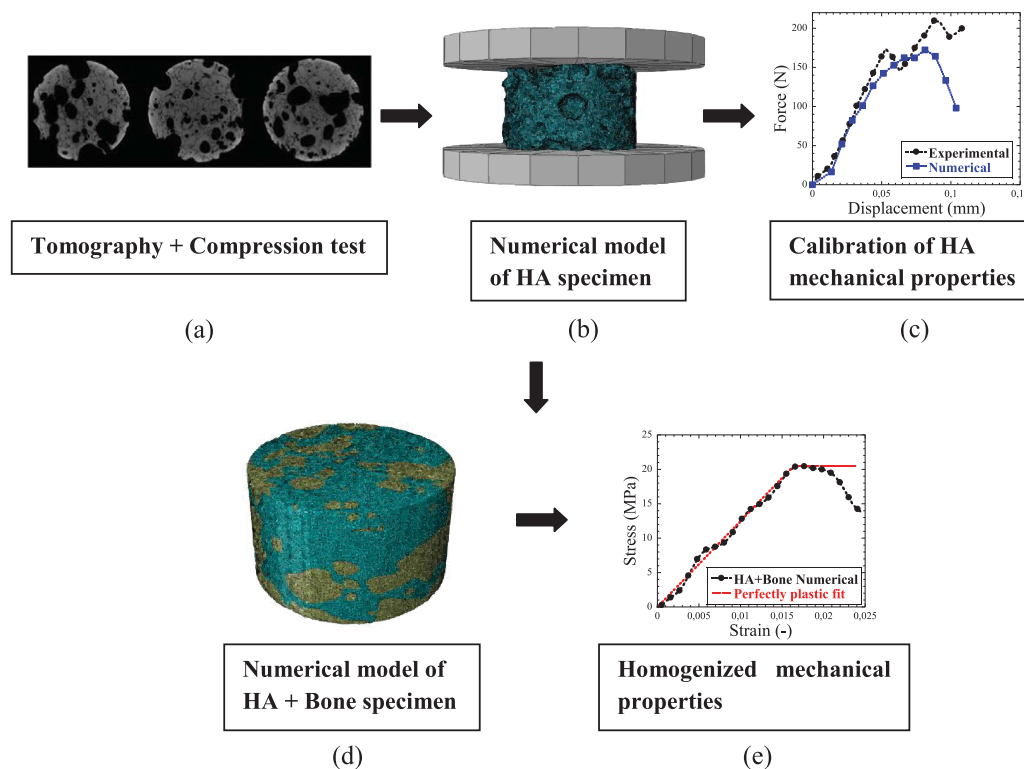 200
150
100
50
0
Force (N)
Experimental
Numerical
0
0,05
0,1
0,1
Displacement (mm)
Tomography + Compression test
Numerical model
of HA specimen
Calibration of HA
mechanical properties
(a)
(b)
(c)
25
20
15
10
5
0
Stress (MPa)
HA+Bone Numerical
Perfectly plastic fit
0
0,005
0,01
0,015
0,02
0,025
Strain (-)
Numerical model of
HA + Bone specimen
Homogenized mechanical
properties
(d)
(e)